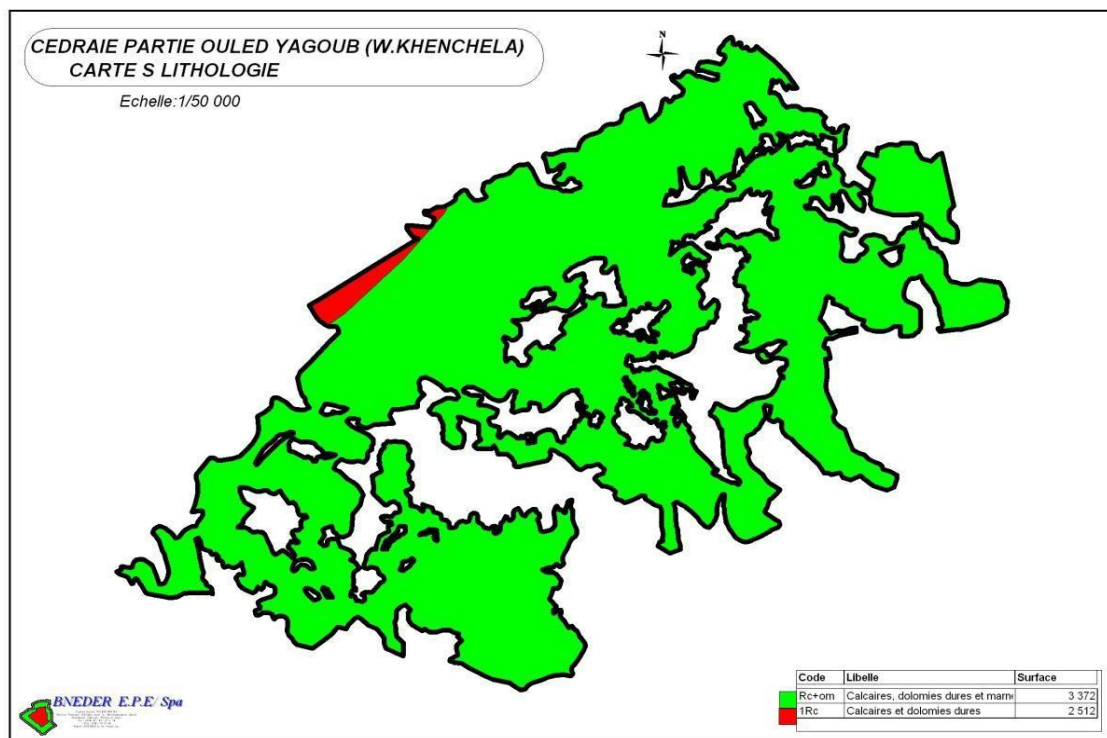 CEDRAIE PARTIE OULED YAGOUB (W.KHENCHELA)
CARTE S LITHOLOGIE
Echelle:1/50 000
N
Code Libelle Surface
Rc+om Calcaires, dolomies dures et marn 3 372
1Rc Calcaires et dolomies dures 2 512
BNEDER E.P.E/ Spa